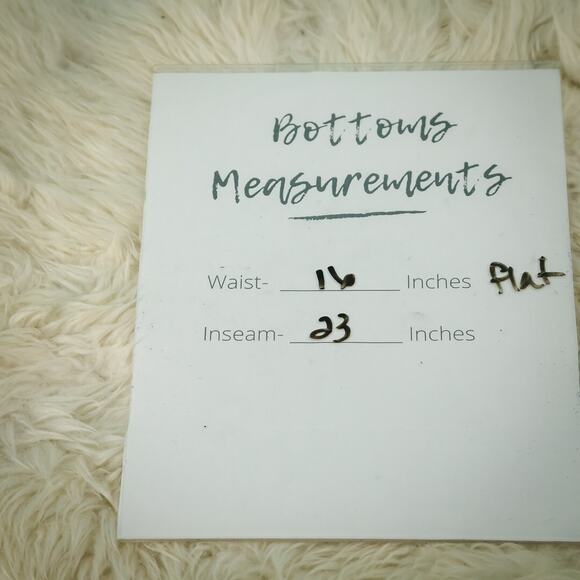 Bottoms
Measurements
Waist- 16 Inches Flat
Inseam- 23 Inches